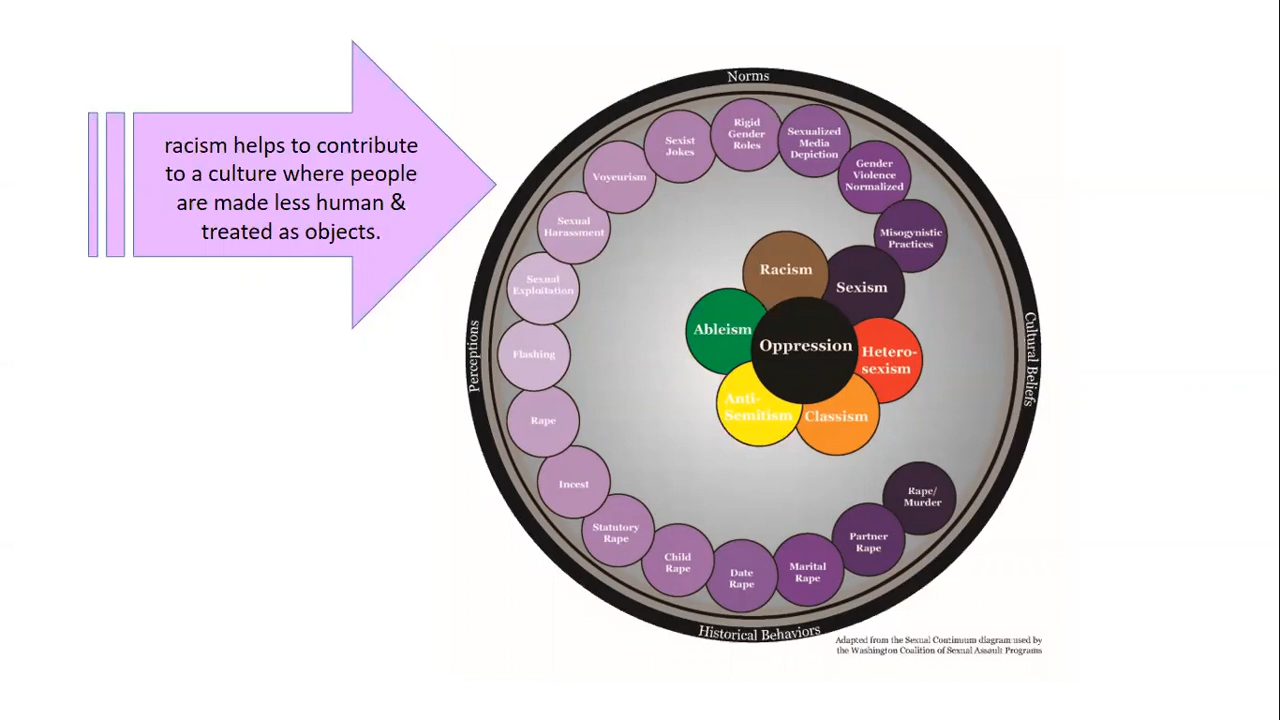 racism helps to contribute
to a culture where people
are made less human &
treated as objects.
Norms
Perceptions
Cultural Beliefs
Historical Behaviors
Misogynistic
Practices
Gender
Violence
Normalized
Sexualized
Media
Depiction
Rigid
Gender
Roles
Sexist
Jokes
Voyeurism
Sexual
Harassment
Sexual
Exploitation
Flashing
Rape
Incest
Statutory
Rape
Child
Rape
Date
Rape
Marital
Rape
Partner
Rape
Rape/
Murder
Oppression
Racism
Sexism
Hetero-
sexism
Classism
Anti-
Semitism
Ableism
Adapted from the Sexual Continuum diagram used by
the Washington Coalition of Sexual Assault Programs